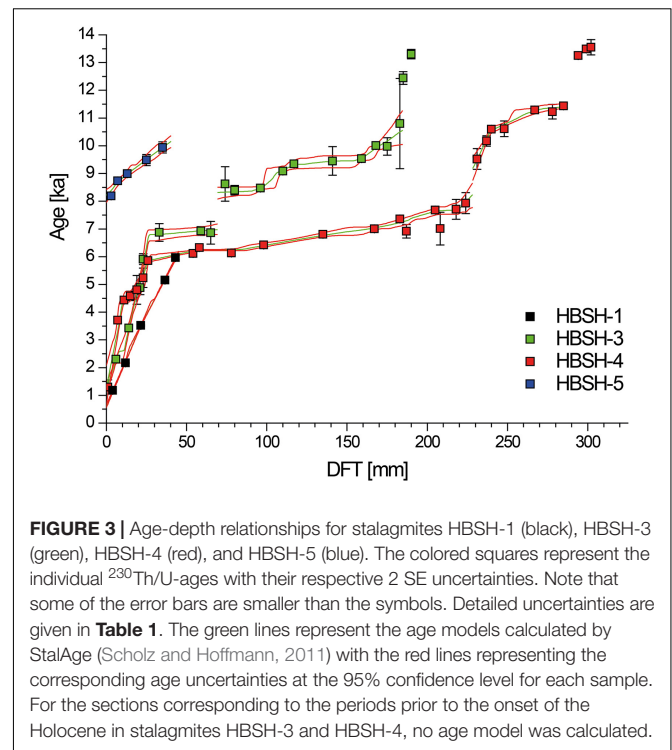 14
13
12
11
10
9
8
7
6
5
4
3
2
1
0
Age [ka]
0 50 100 150 200 250 300
DFT [mm]
HBSH-1
HBSH-3
HBSH-4
HBSH-5
FIGURE 3 | Age-depth relationships for stalagmites HBSH-1 (black), HBSH-3
(green), HBSH-4 (red), and HBSH-5 (blue). The colored squares represent the
individual ²³⁰Th/U-ages with their respective 2 SE uncertainties. Note that
some of the error bars are smaller than the symbols. Detailed uncertainties are
given in Table 1. The green lines represent the age models calculated by
StalAge (Scholz and Hoffmann, 2011) with the red lines representing the
corresponding age uncertainties at the 95% confidence level for each sample.
For the sections corresponding to the periods prior to the onset of the
Holocene in stalagmites HBSH-3 and HBSH-4, no age model was calculated.